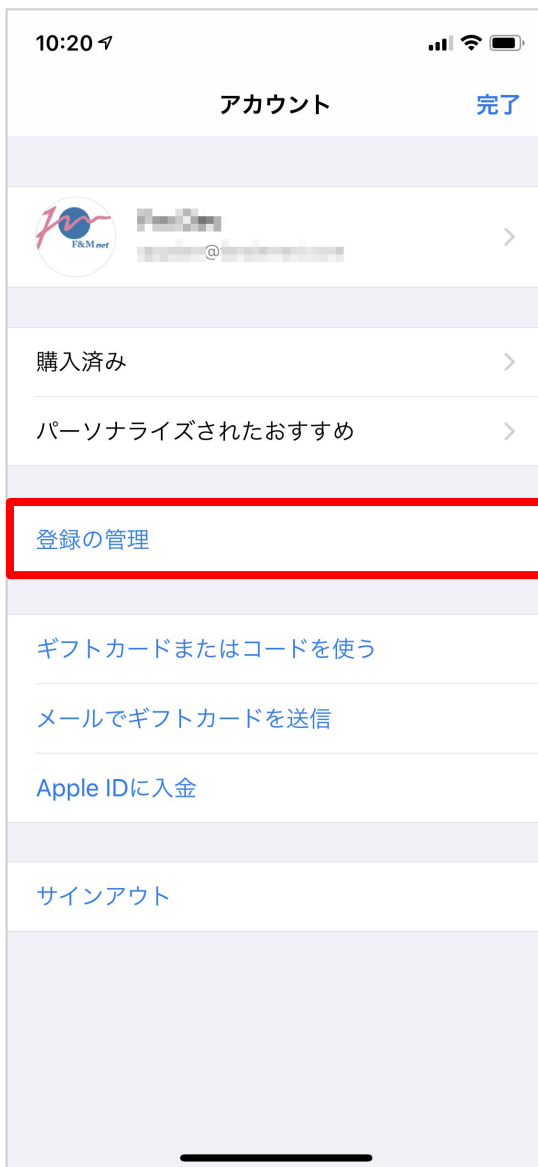 10:20
アカウント
完了
F&M net
@
購入済み
パーソナライズされたおすすめ
登録の管理
ギフトカードまたはコードを使う
メールでギフトカードを送信
Apple IDに入金
サインアウト